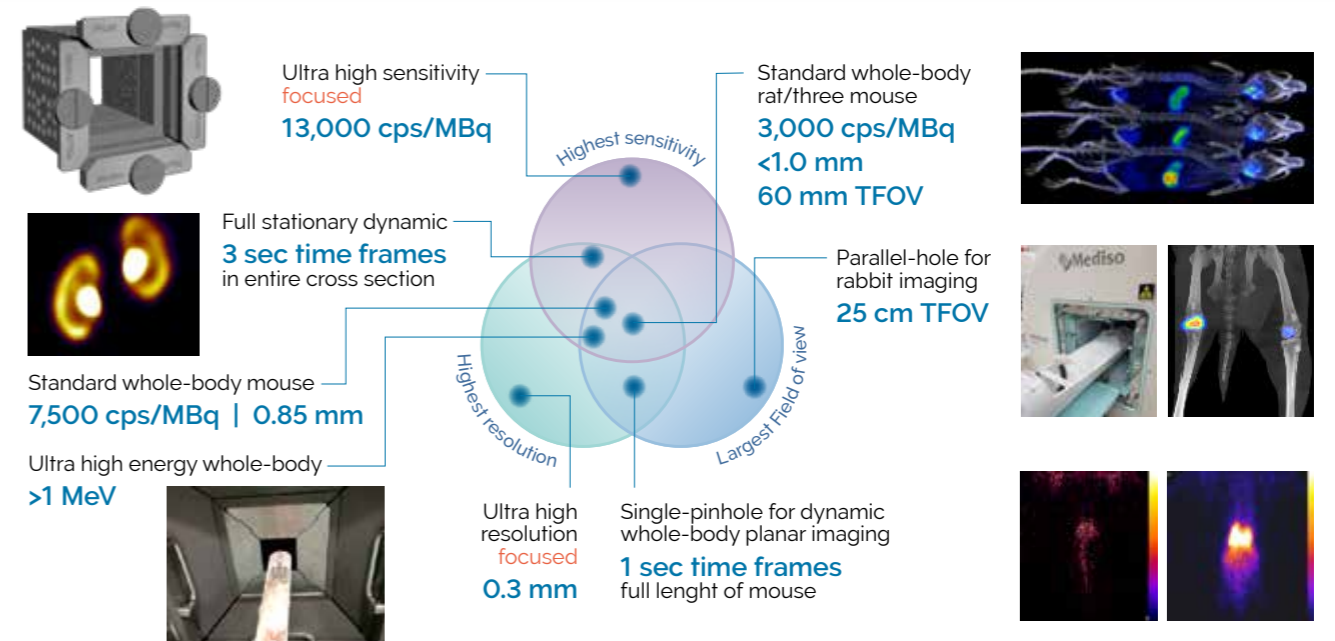 Ultra high sensitivity
focused
13,000 cps/MBq
Highest sensitivity
Standard whole-body
rat/three mouse
3,000 cps/MBq
<1.0 mm
60 mm TFOV
Full stationary dynamic
3 sec time frames
in entire cross section
Parallel-hole for
rabbit imaging
25 cm TFOV
Mediso
Standard whole-body mouse
7,500 cps/MBq | 0.85 mm
Ultra high energy whole-body
>1 MeV
Highest resolution
Largest Field of view
Ultra high
resolution
focused
0.3 mm
Single-pinhole for dynamic
whole-body planar imaging
1 sec time frames
full lenght of mouse